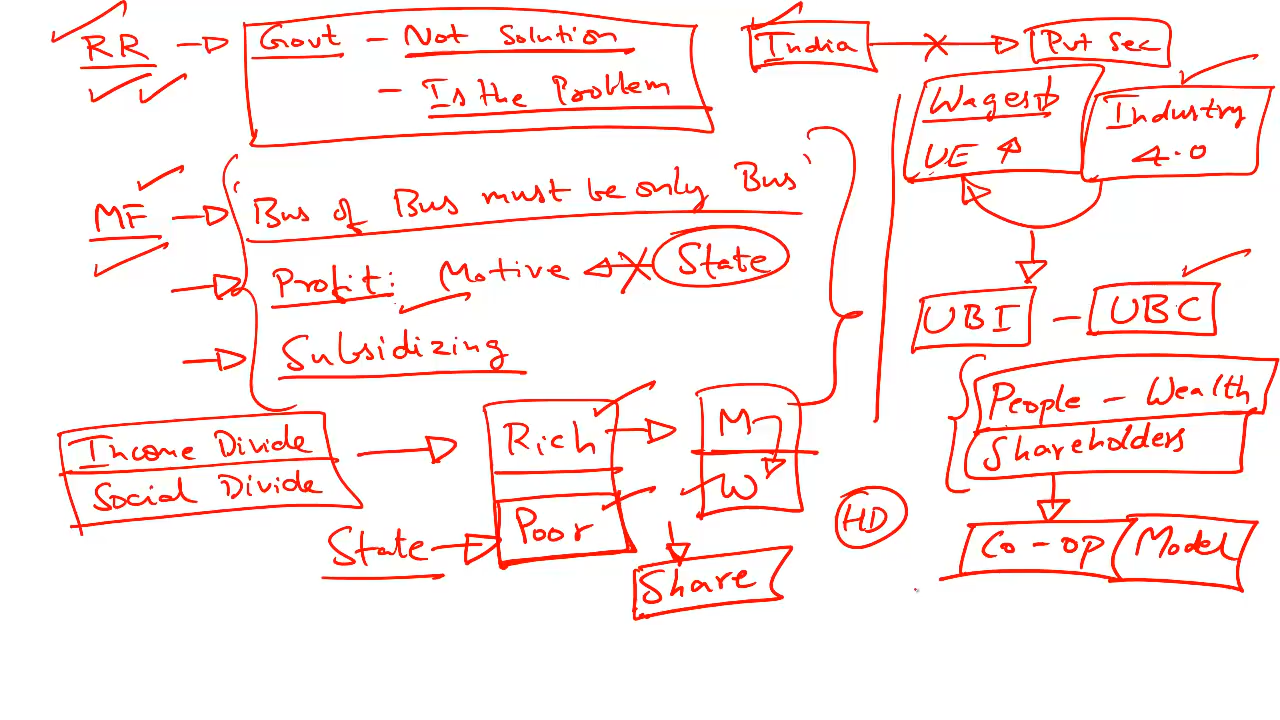 RR → Govt - Not Solution
- Is the Problem
MF → 'Bus of Bus must be only Bus'
→ Profit: Motive ← State
→ Subsidizing
Income Divide → Rich → M
Social Divide Poor W
State →
Share
HD
India → Pvt Sec
Wages↓ Industry
UE ↑ 4.0
UBI - UBC
People - Wealth
Shareholders
Co-op Model